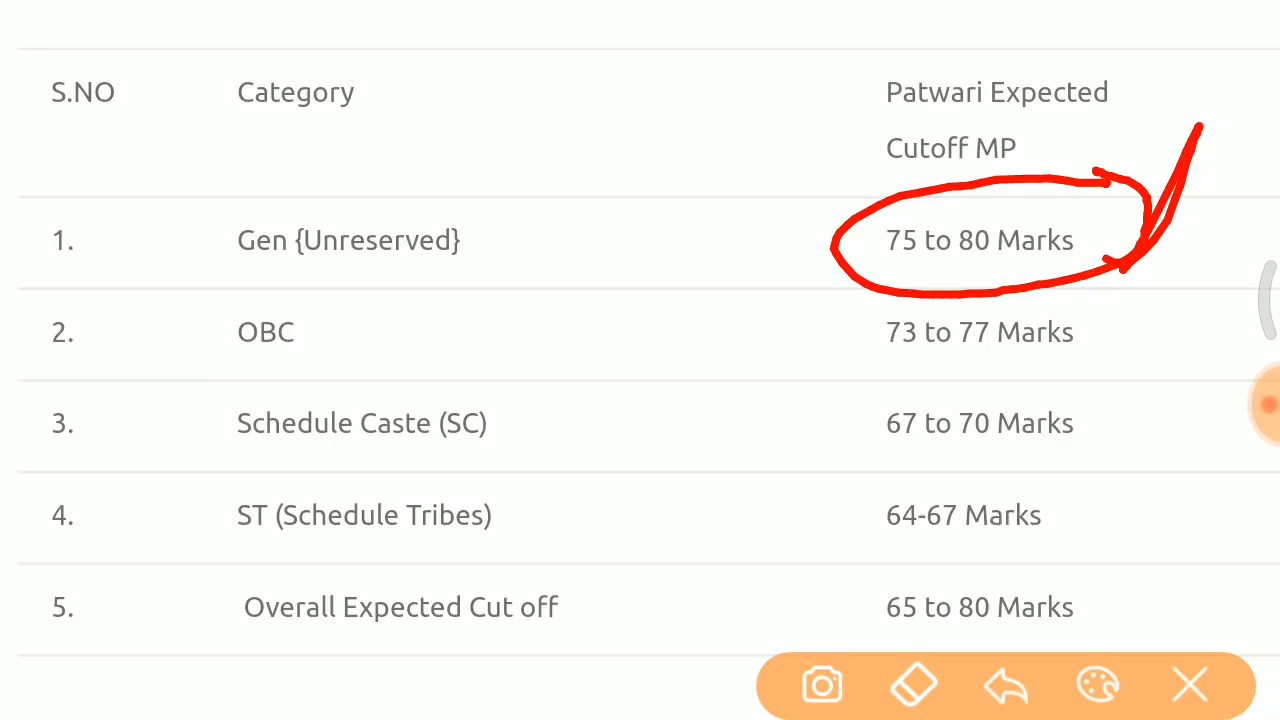 S.NO Category Patwari Expected
Cutoff MP
1. Gen {Unreserved} 75 to 80 Marks
2. OBC 73 to 77 Marks
3. Schedule Caste (SC) 67 to 70 Marks
4. ST (Schedule Tribes) 64-67 Marks
5. Overall Expected Cut off 65 to 80 Marks